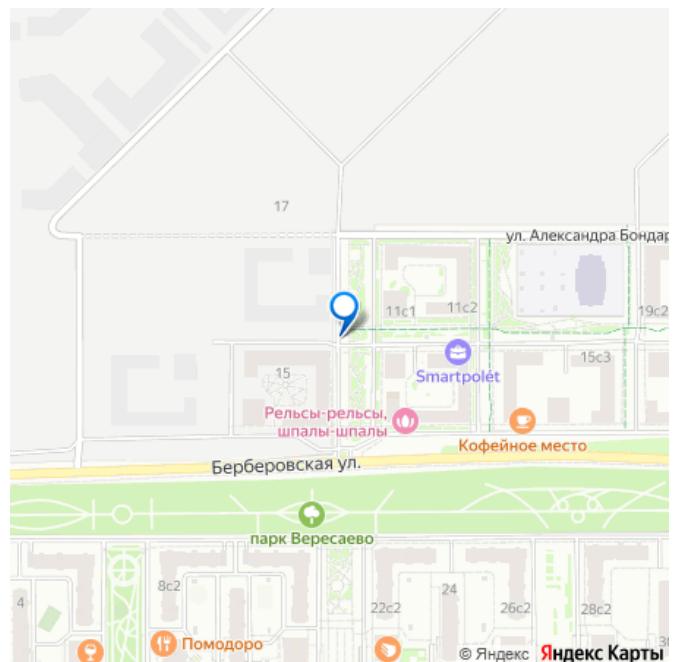 17
ул. Александра Бондар
11с1
11с2
19с2
15с3
Smartpolét
15
Рельсы-рельсы,
шпалы-шпалы
Кофейное место
Берберовская ул.
парк Вересаево
8с2
4
24
22с2
26с2
28с2
Помодоро
© Яндекс Яндекс Карты